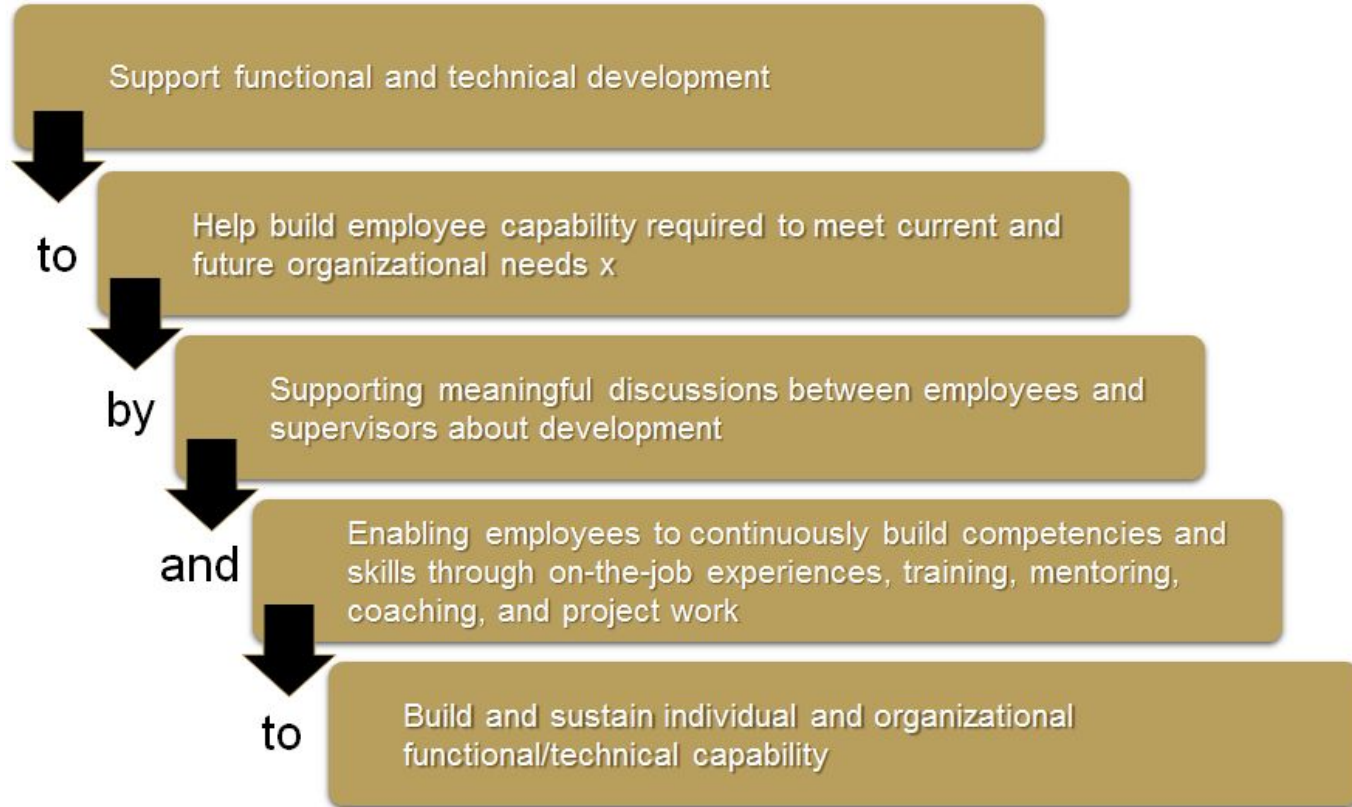 Support functional and technical development
to
Help build employee capability required to meet current and
future organizational needs x
by
Supporting meaningful discussions between employees and
supervisors about development
and
Enabling employees to continuously build competencies and
skills through on-the-job experiences, training, mentoring,
coaching, and project work
to
Build and sustain individual and organizational
functional/technical capability